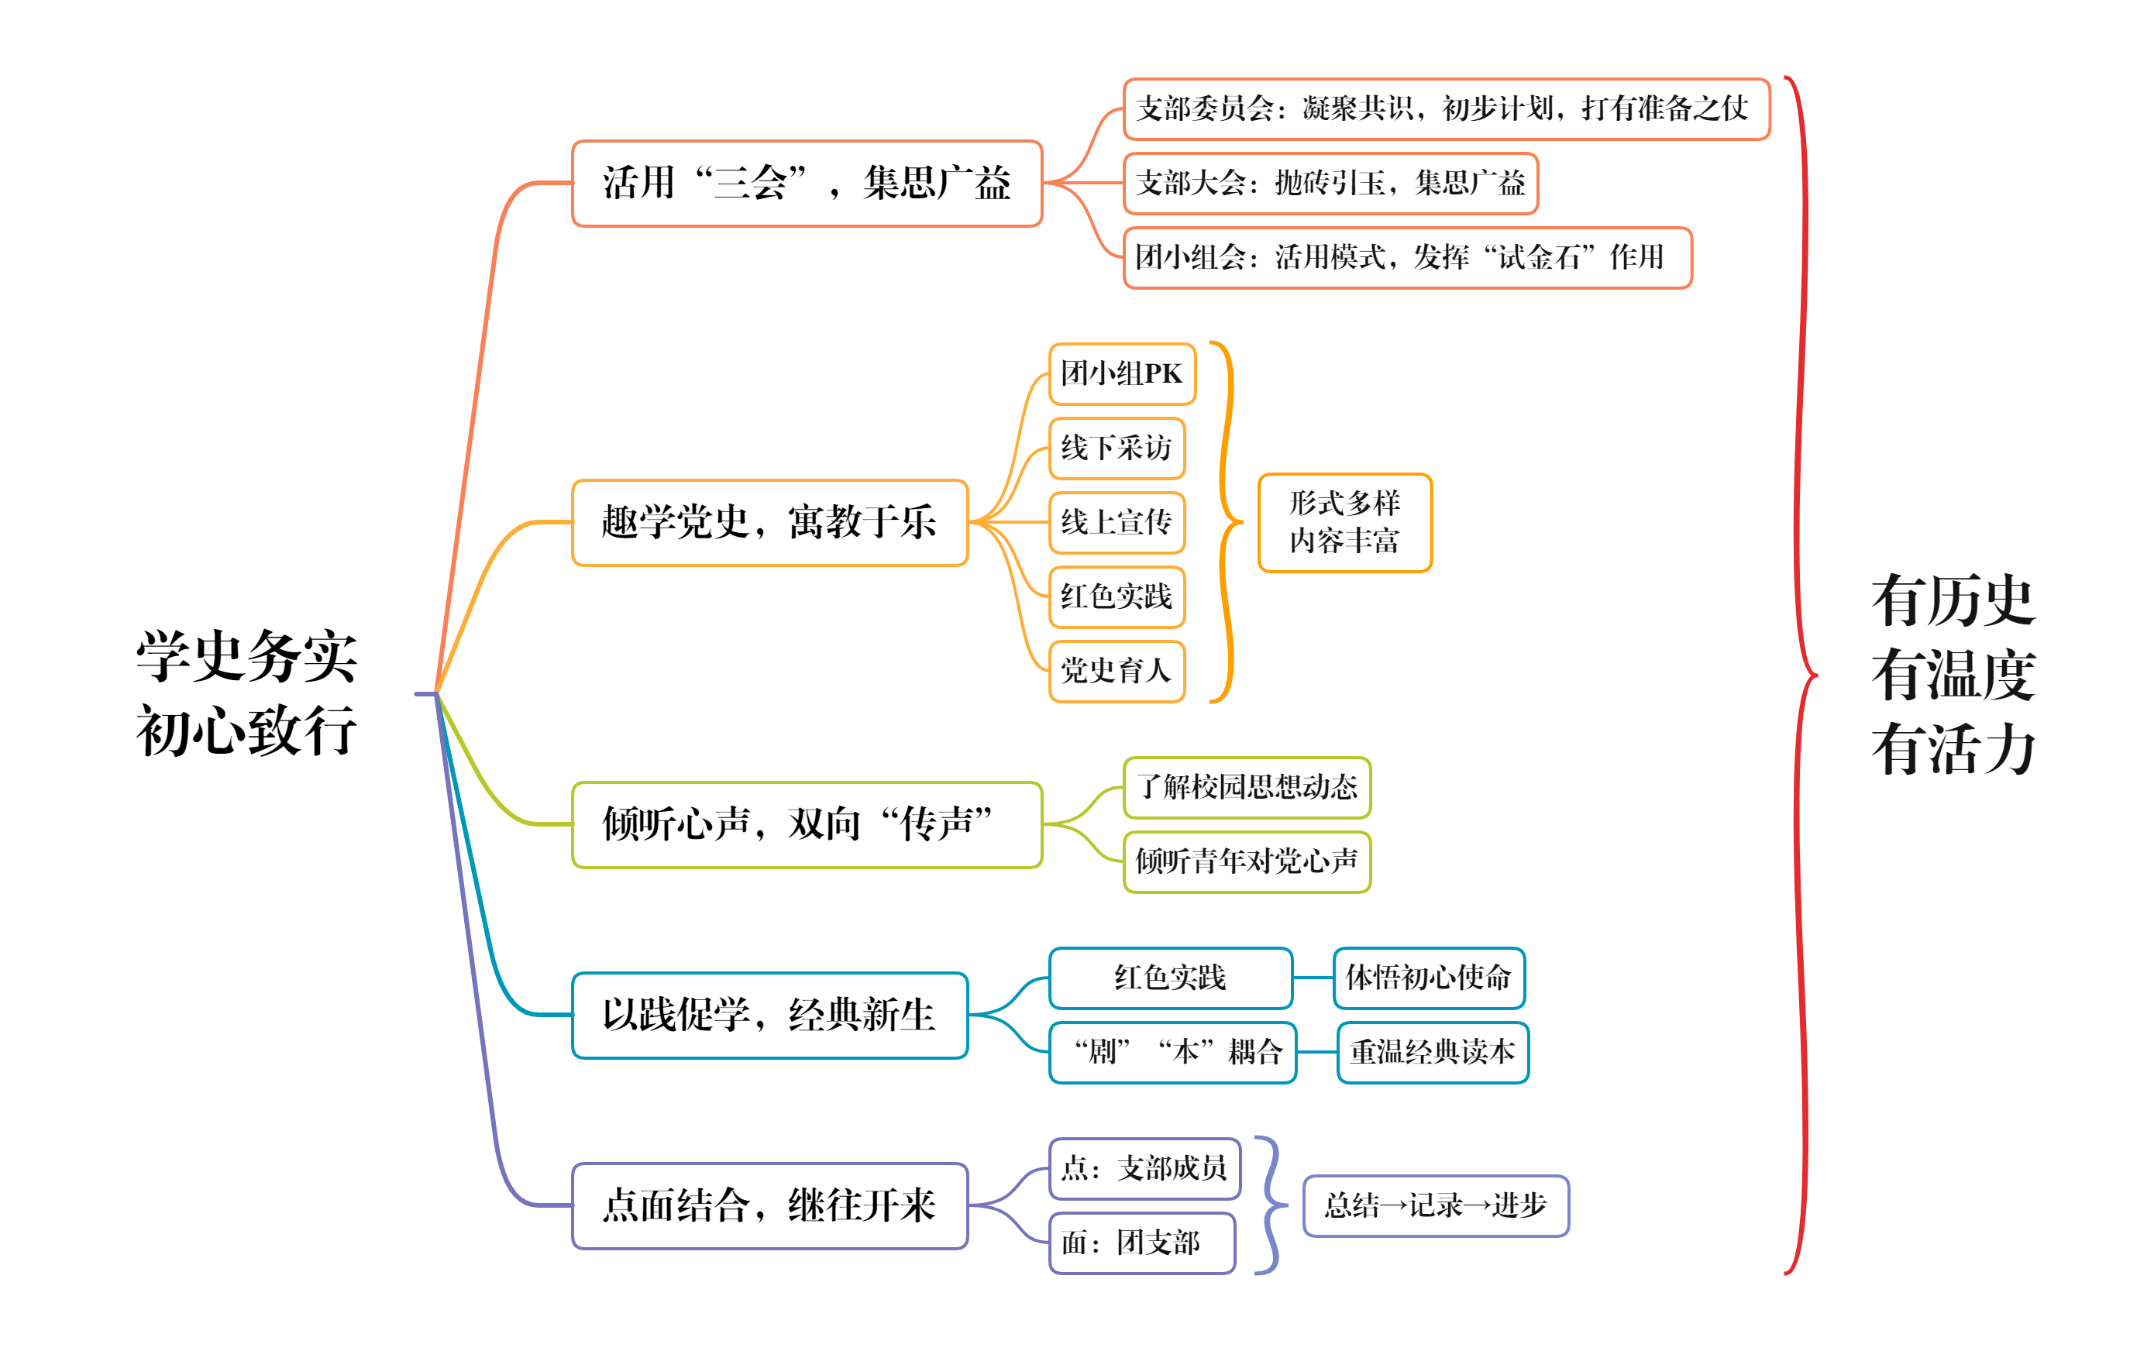 学史务实
初心致行
活用“三会”，集思广益
支部委员会：凝聚共识，初步计划，打有准备之仗
支部大会：抛砖引玉，集思广益
团小组会：活用模式，发挥“试金石”作用
趣学党史，寓教于乐
团小组PK
线下采访
线上宣传
红色实践
党史育人
形式多样
内容丰富
倾听心声，双向“传声”
了解校园思想动态
倾听青年对党心声
以践促学，经典新生
红色实践
体悟初心使命
“剧”“本”耦合
重温经典读本
点面结合，继往开来
点：支部成员
面：团支部
总结→记录→进步
有历史
有温度
有活力